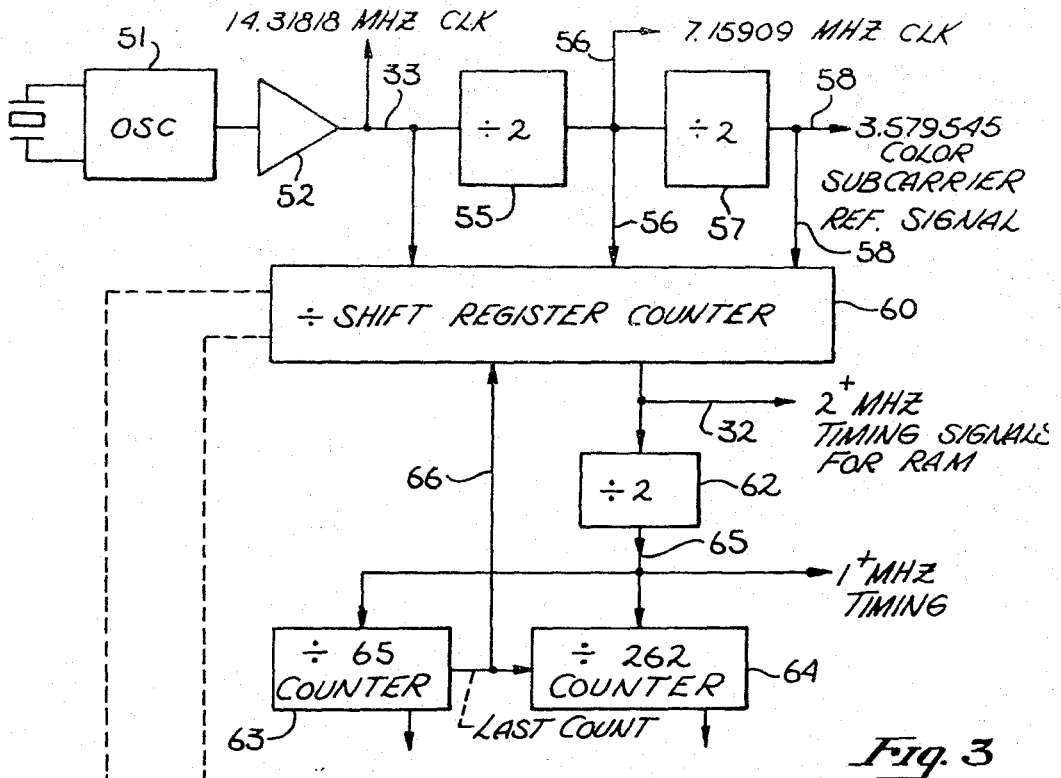 14.31818 MHZ CLK
7.15909 MHZ CLK
51
56
33
58
OSC
÷ 2
÷ 2
3.579545
COLOR
SUBCARRIER
REF. SIGNAL
52
55
56
57
58
÷ SHIFT REGISTER COUNTER
60
2+ MHZ
TIMING SIGNALS
FOR RAM
32
66
÷ 2
62
65
1+ MHZ
TIMING
÷ 65
COUNTER
÷ 262
COUNTER
64
63
LAST COUNT
Fig. 3